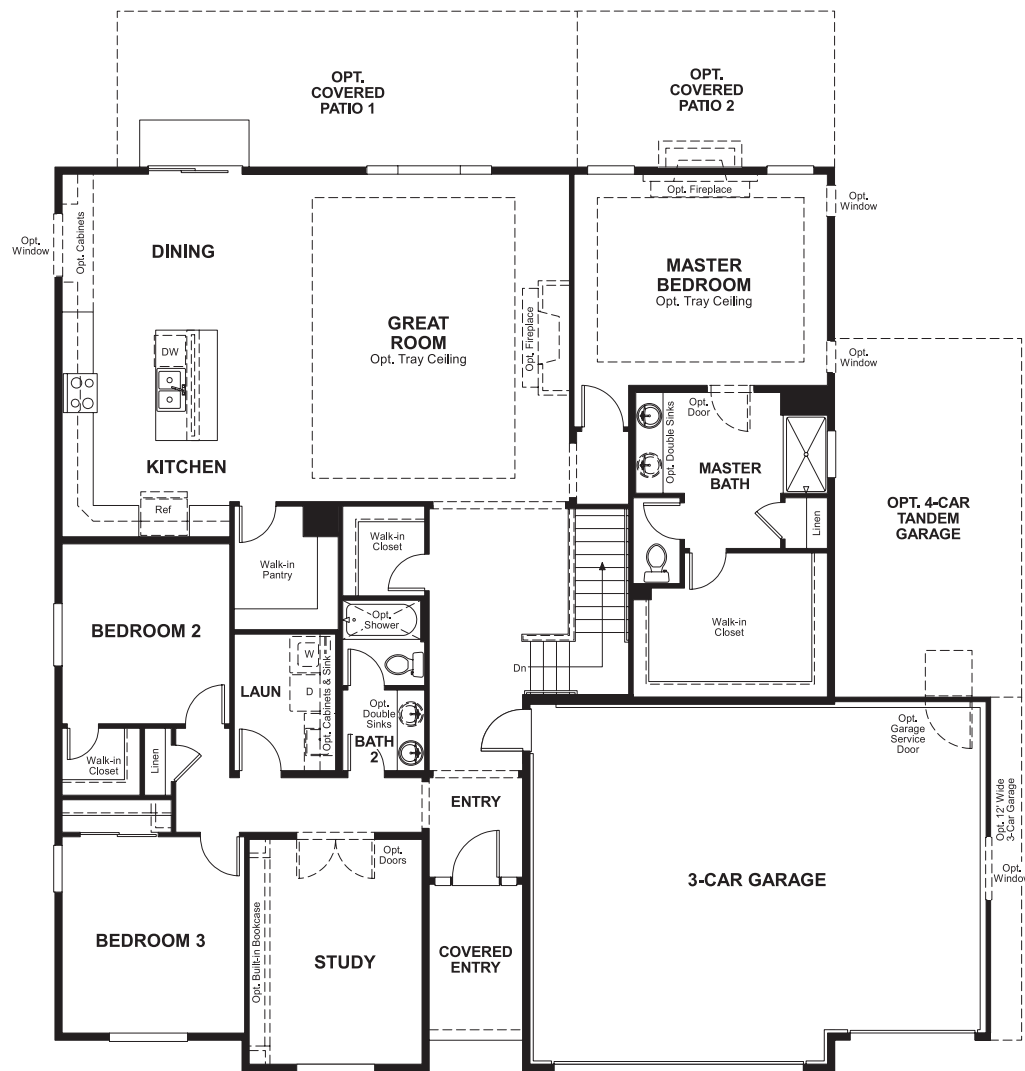 OPT.
COVERED
PATIO 1
OPT.
COVERED
PATIO 2
Opt. Fireplace
Opt.
Window
Opt.
Window
Opt. Cabinets
DINING
MASTER
BEDROOM
Opt. Tray Ceiling
GREAT
ROOM
Opt. Tray Ceiling
Opt. Fireplace
DW
Opt.
Window
Opt.
Door
Opt. Double Sinks
KITCHEN
MASTER
BATH
Ref
Linen
OPT. 4-CAR
TANDEM
GARAGE
Walk-in
Closet
Walk-in
Pantry
Opt.
Shower
Walk-in
Closet
BEDROOM 2
W
Dn
LAUN
D
Opt. Cabinets & Sink
Opt.
Double
Sinks
BATH
2
Opt.
Garage
Service
Door
Walk-in
Closet
Linen
ENTRY
Opt. 12' Wide
3-Car Garage
Opt.
Doors
Opt.
Window
3-CAR GARAGE
BEDROOM 3
Opt. Built-in Bookcase
STUDY
COVERED
ENTRY